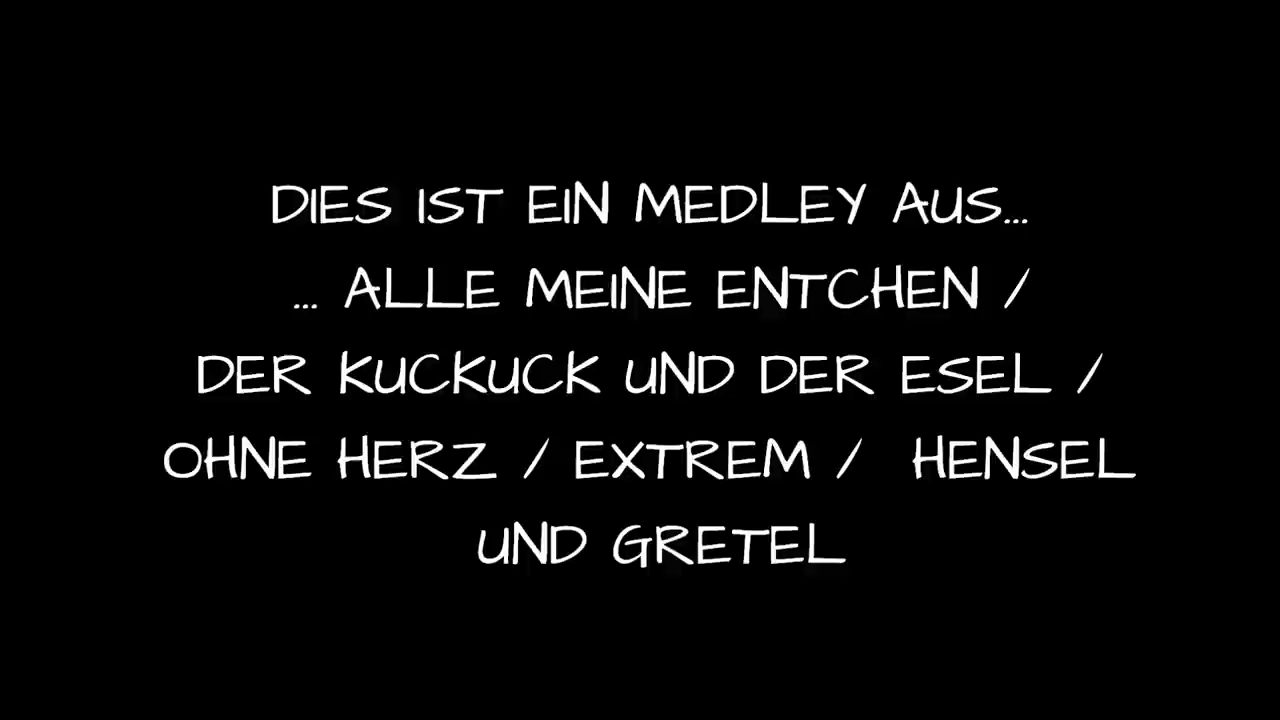 DIES IST EIN MEDLEY AUS...
... ALLE MEINE ENTCHEN /
DER KUCKUCK UND DER ESEL /
OHNE HERZ / EXTREM / HENSEL
UND GRETEL